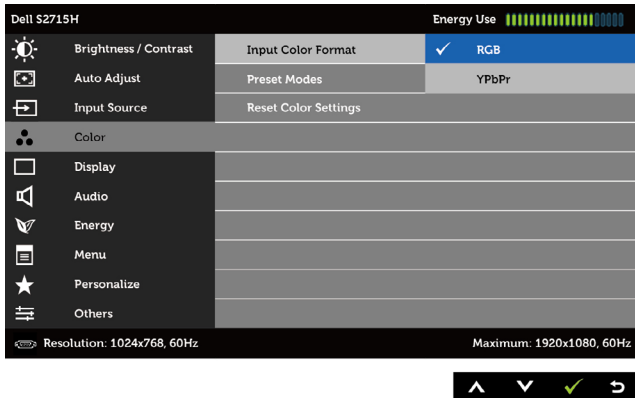 Dell S2715H Energy Use
Brightness / Contrast Input Color Format RGB
Auto Adjust Preset Modes YPbPr
Input Source Reset Color Settings
Color
Display
Audio
Energy
Menu
Personalize
Others
Resolution: 1024x768, 60Hz Maximum: 1920x1080, 60Hz